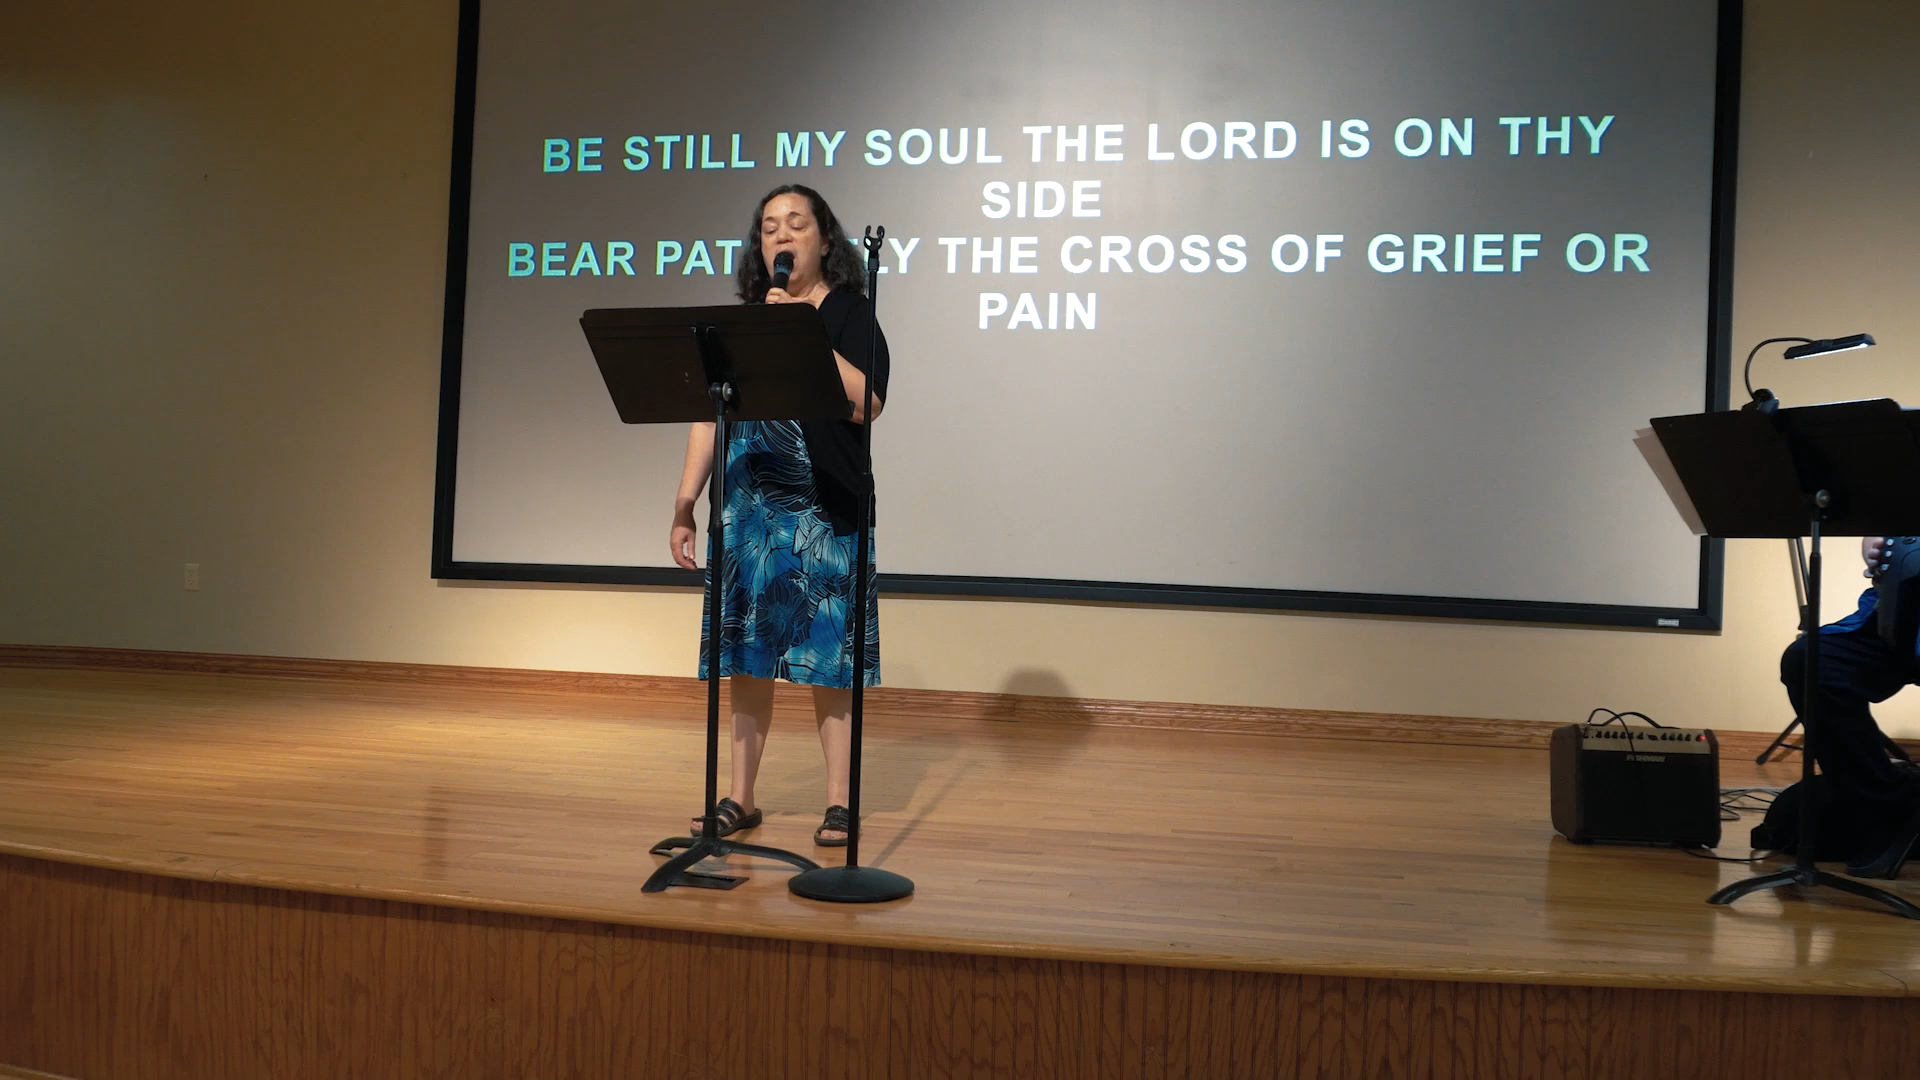 BE STILL MY SOUL THE LORD IS ON THY
SIDE
BEAR PAT LY THE CROSS OF GRIEF OR
PAIN
FISHMAN